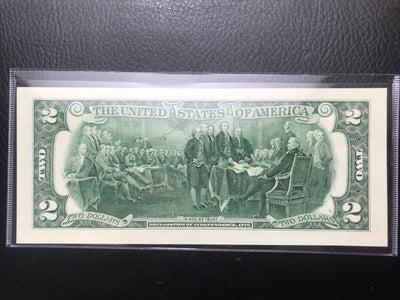 2 THE UNITED STATES OF AMERICA 2
TWO
TWO
IN GOD WE TRUST
2 TWO DOLLARS TWO DOLLARS 2
DECLARATION OF INDEPENDENCE, 1776